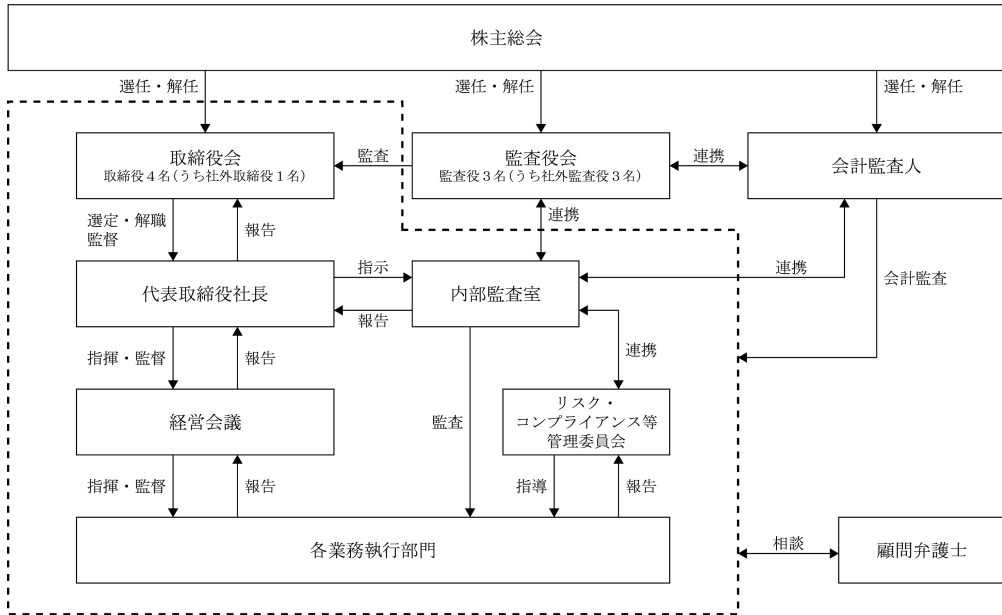 株主総会
選任・解任
選任・解任
選任・解任
取締役会
取締役4名(うち社外取締役1名)
監査
監査役会
監査役3名(うち社外監査役3名)
連携
会計監査人
選定・解職
監督
報告
連携
代表取締役社長
指示
報告
内部監査室
連携
会計監査
指揮・監督
報告
連携
経営会議
監査
リスク・
コンプライアンス等
管理委員会
指揮・監督
報告
指導
報告
各業務執行部門
相談
顧問弁護士